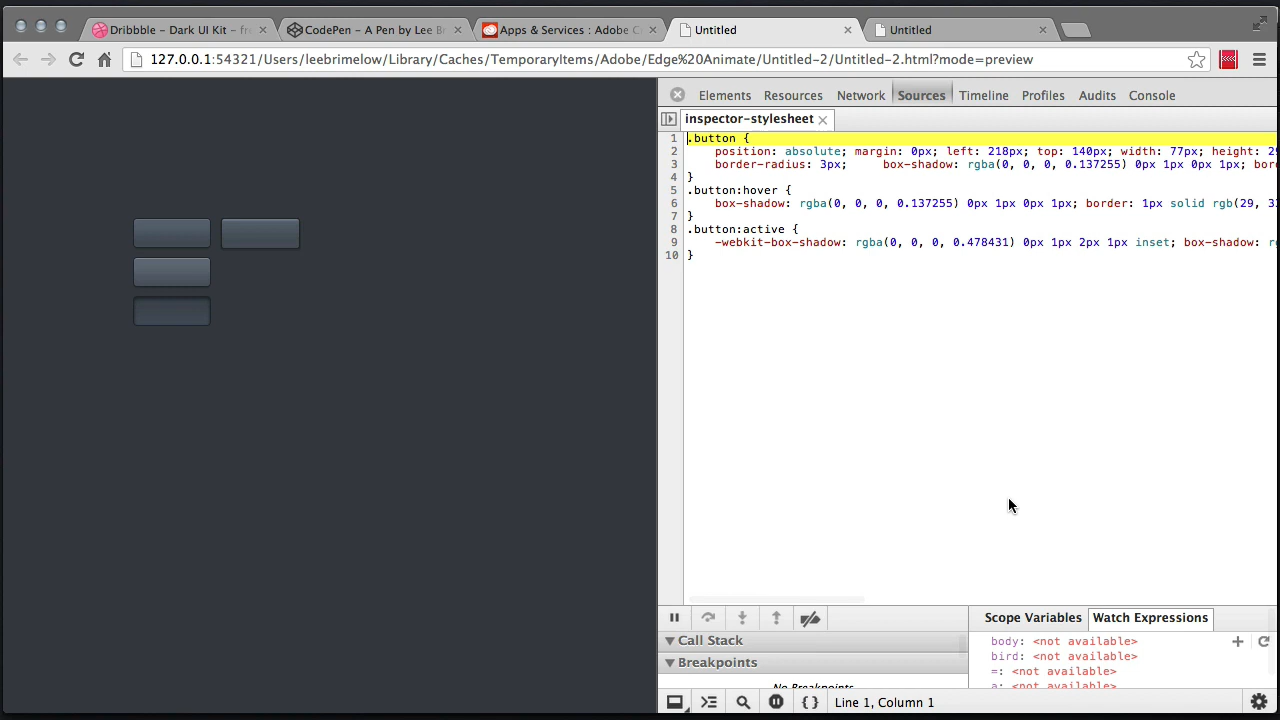 Dribbble – Dark UI Kit – fr
CodePen – A Pen by Lee B
Apps & Services : Adobe C
Untitled
Untitled
127.0.0.1:54321/Users/leebrimelow/Library/Caches/TemporaryItems/Adobe/Edge%20Animate/Untitled-2/Untitled-2.html?mode=preview
Elements Resources Network Sources Timeline Profiles Audits Console
inspector-stylesheet
1 .button {
2 position: absolute; margin: 0px; left: 218px; top: 140px; width: 77px; height: 29
3 border-radius: 3px; box-shadow: rgba(0, 0, 0, 0.137255) 0px 1px 0px 1px; bor
4 }
5 .button:hover {
6 box-shadow: rgba(0, 0, 0, 0.137255) 0px 1px 0px 1px; border: 1px solid rgb(29, 3
7 }
8 .button:active {
9 -webkit-box-shadow: rgba(0, 0, 0, 0.478431) 0px 1px 2px 1px inset; box-shadow: r
10 }
Scope Variables Watch Expressions
Call Stack
body: <not available>
Breakpoints
bird: <not available>
=: <not available>
No Breakpoints
a: <not available>
{ } Line 1, Column 1